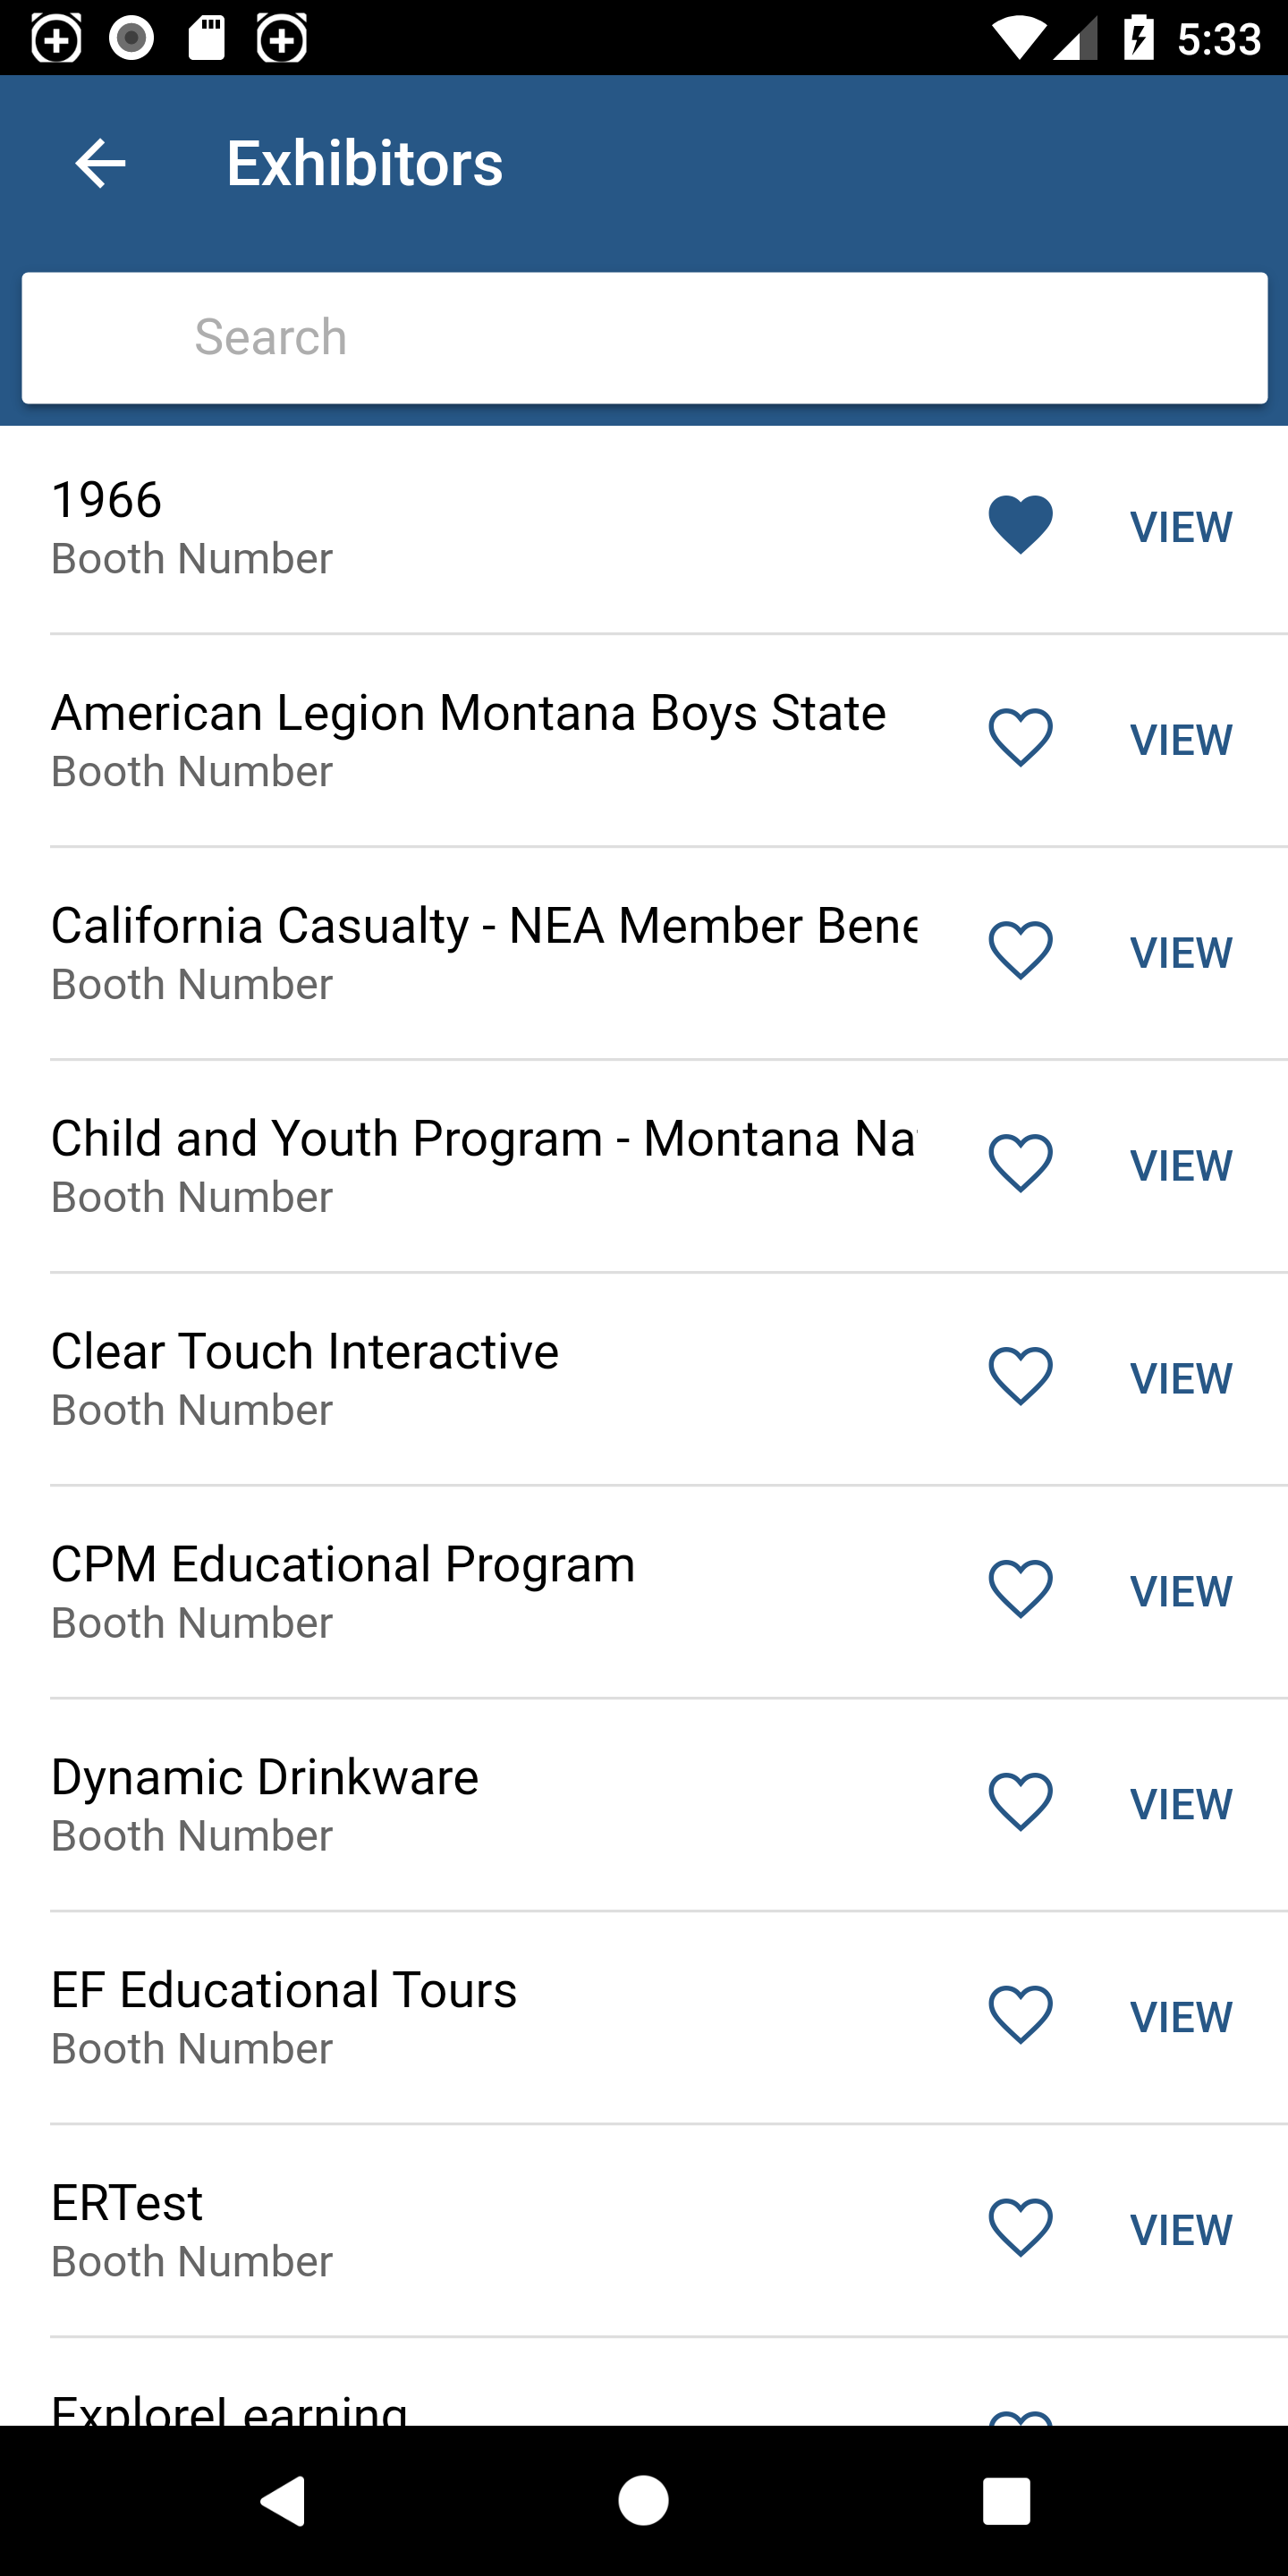 5:33
Exhibitors
Search
1966
Booth Number
VIEW
American Legion Montana Boys State
Booth Number
VIEW
California Casualty - NEA Member Bene
Booth Number
VIEW
Child and Youth Program - Montana Na
Booth Number
VIEW
Clear Touch Interactive
Booth Number
VIEW
CPM Educational Program
Booth Number
VIEW
Dynamic Drinkware
Booth Number
VIEW
EF Educational Tours
Booth Number
VIEW
ERTest
Booth Number
VIEW
ExploreLearning